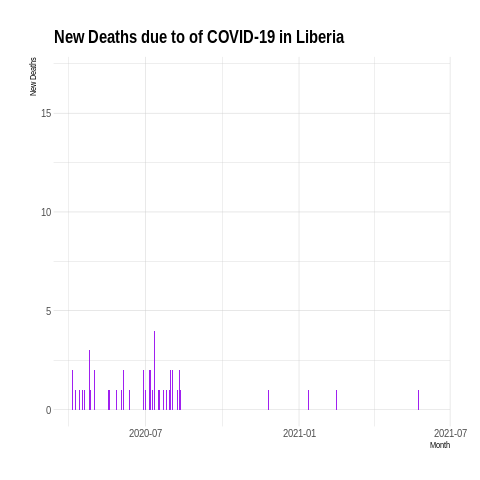 New Deaths due to of COVID-19 in Liberia
New Deaths
15
10
5
0
2020-07
2021-01
2021-07
Month